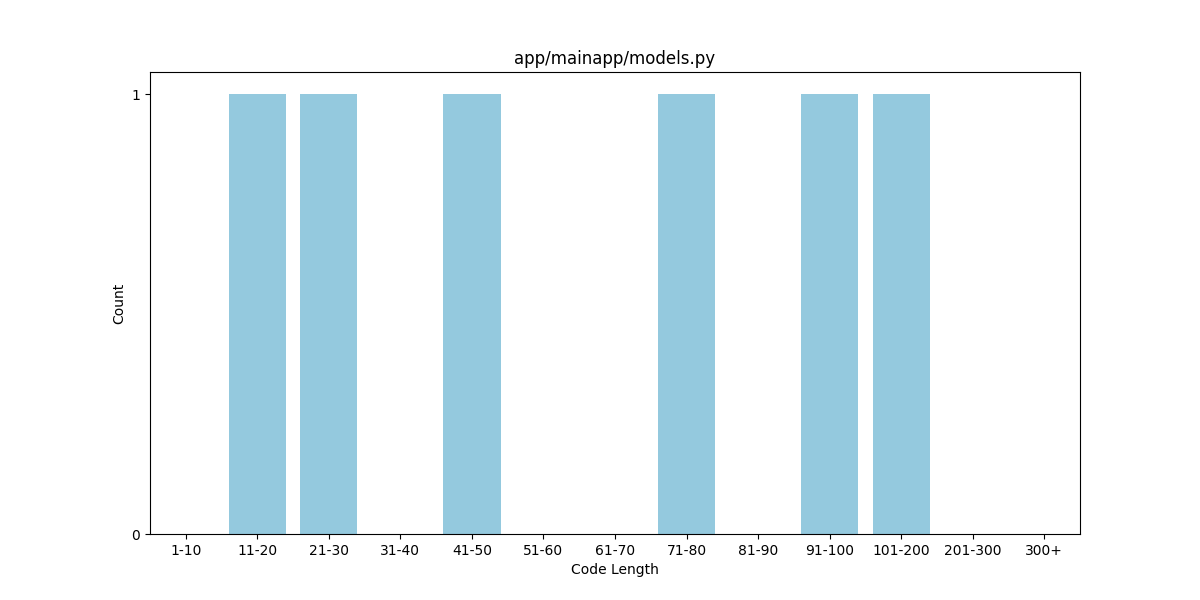 app/mainapp/models.py
1
0
Count
1-10 11-20 21-30 31-40 41-50 51-60 61-70 71-80 81-90 91-100 101-200 201-300 300+
Code Length